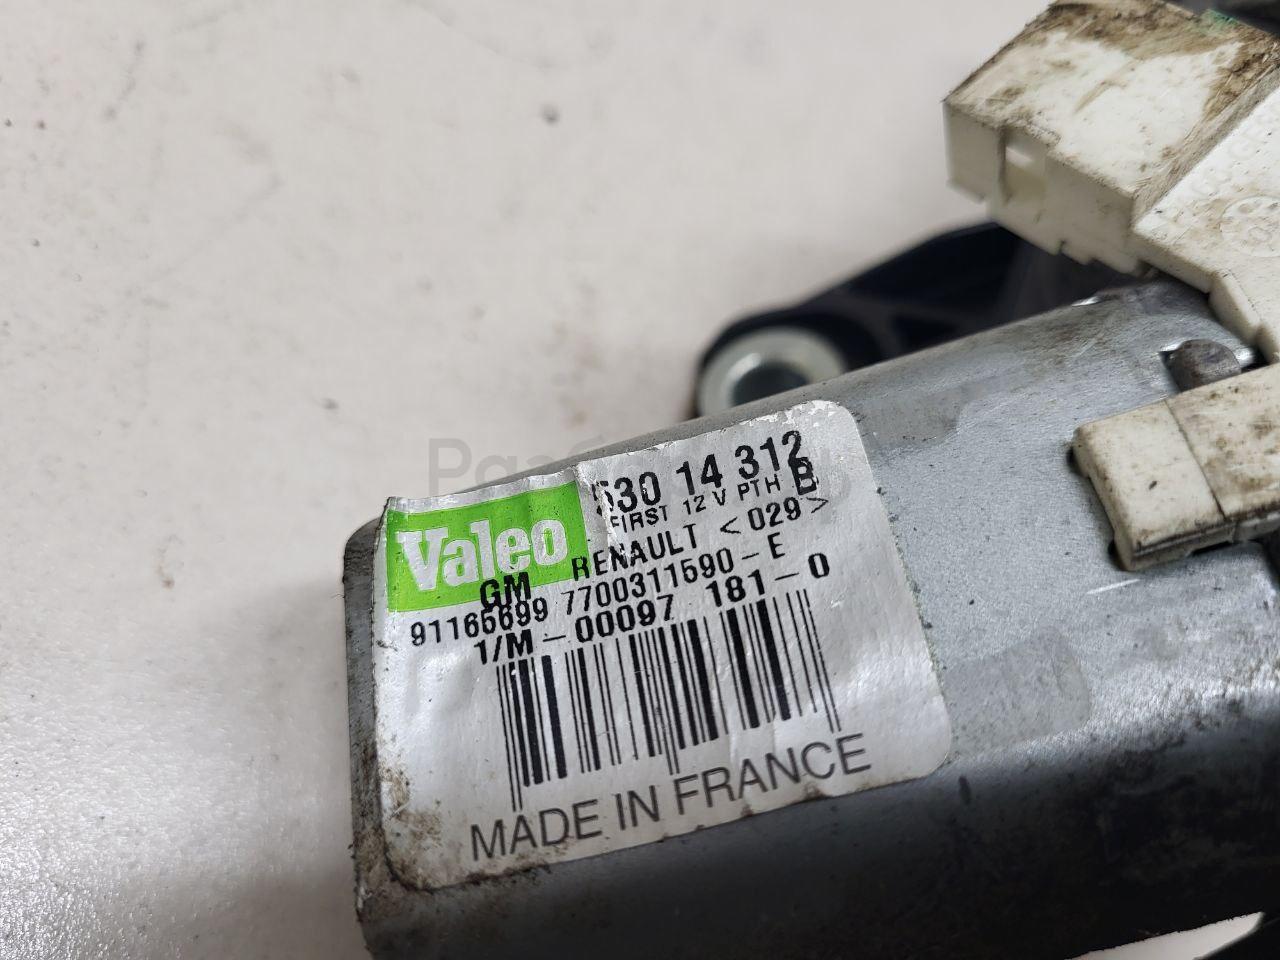 Valeo
530 14 312
FIRST 12 V PTH B
GM RENAULT <029>
91165699 7700311590-E
1/M-00097 181-0
MADE IN FRANCE